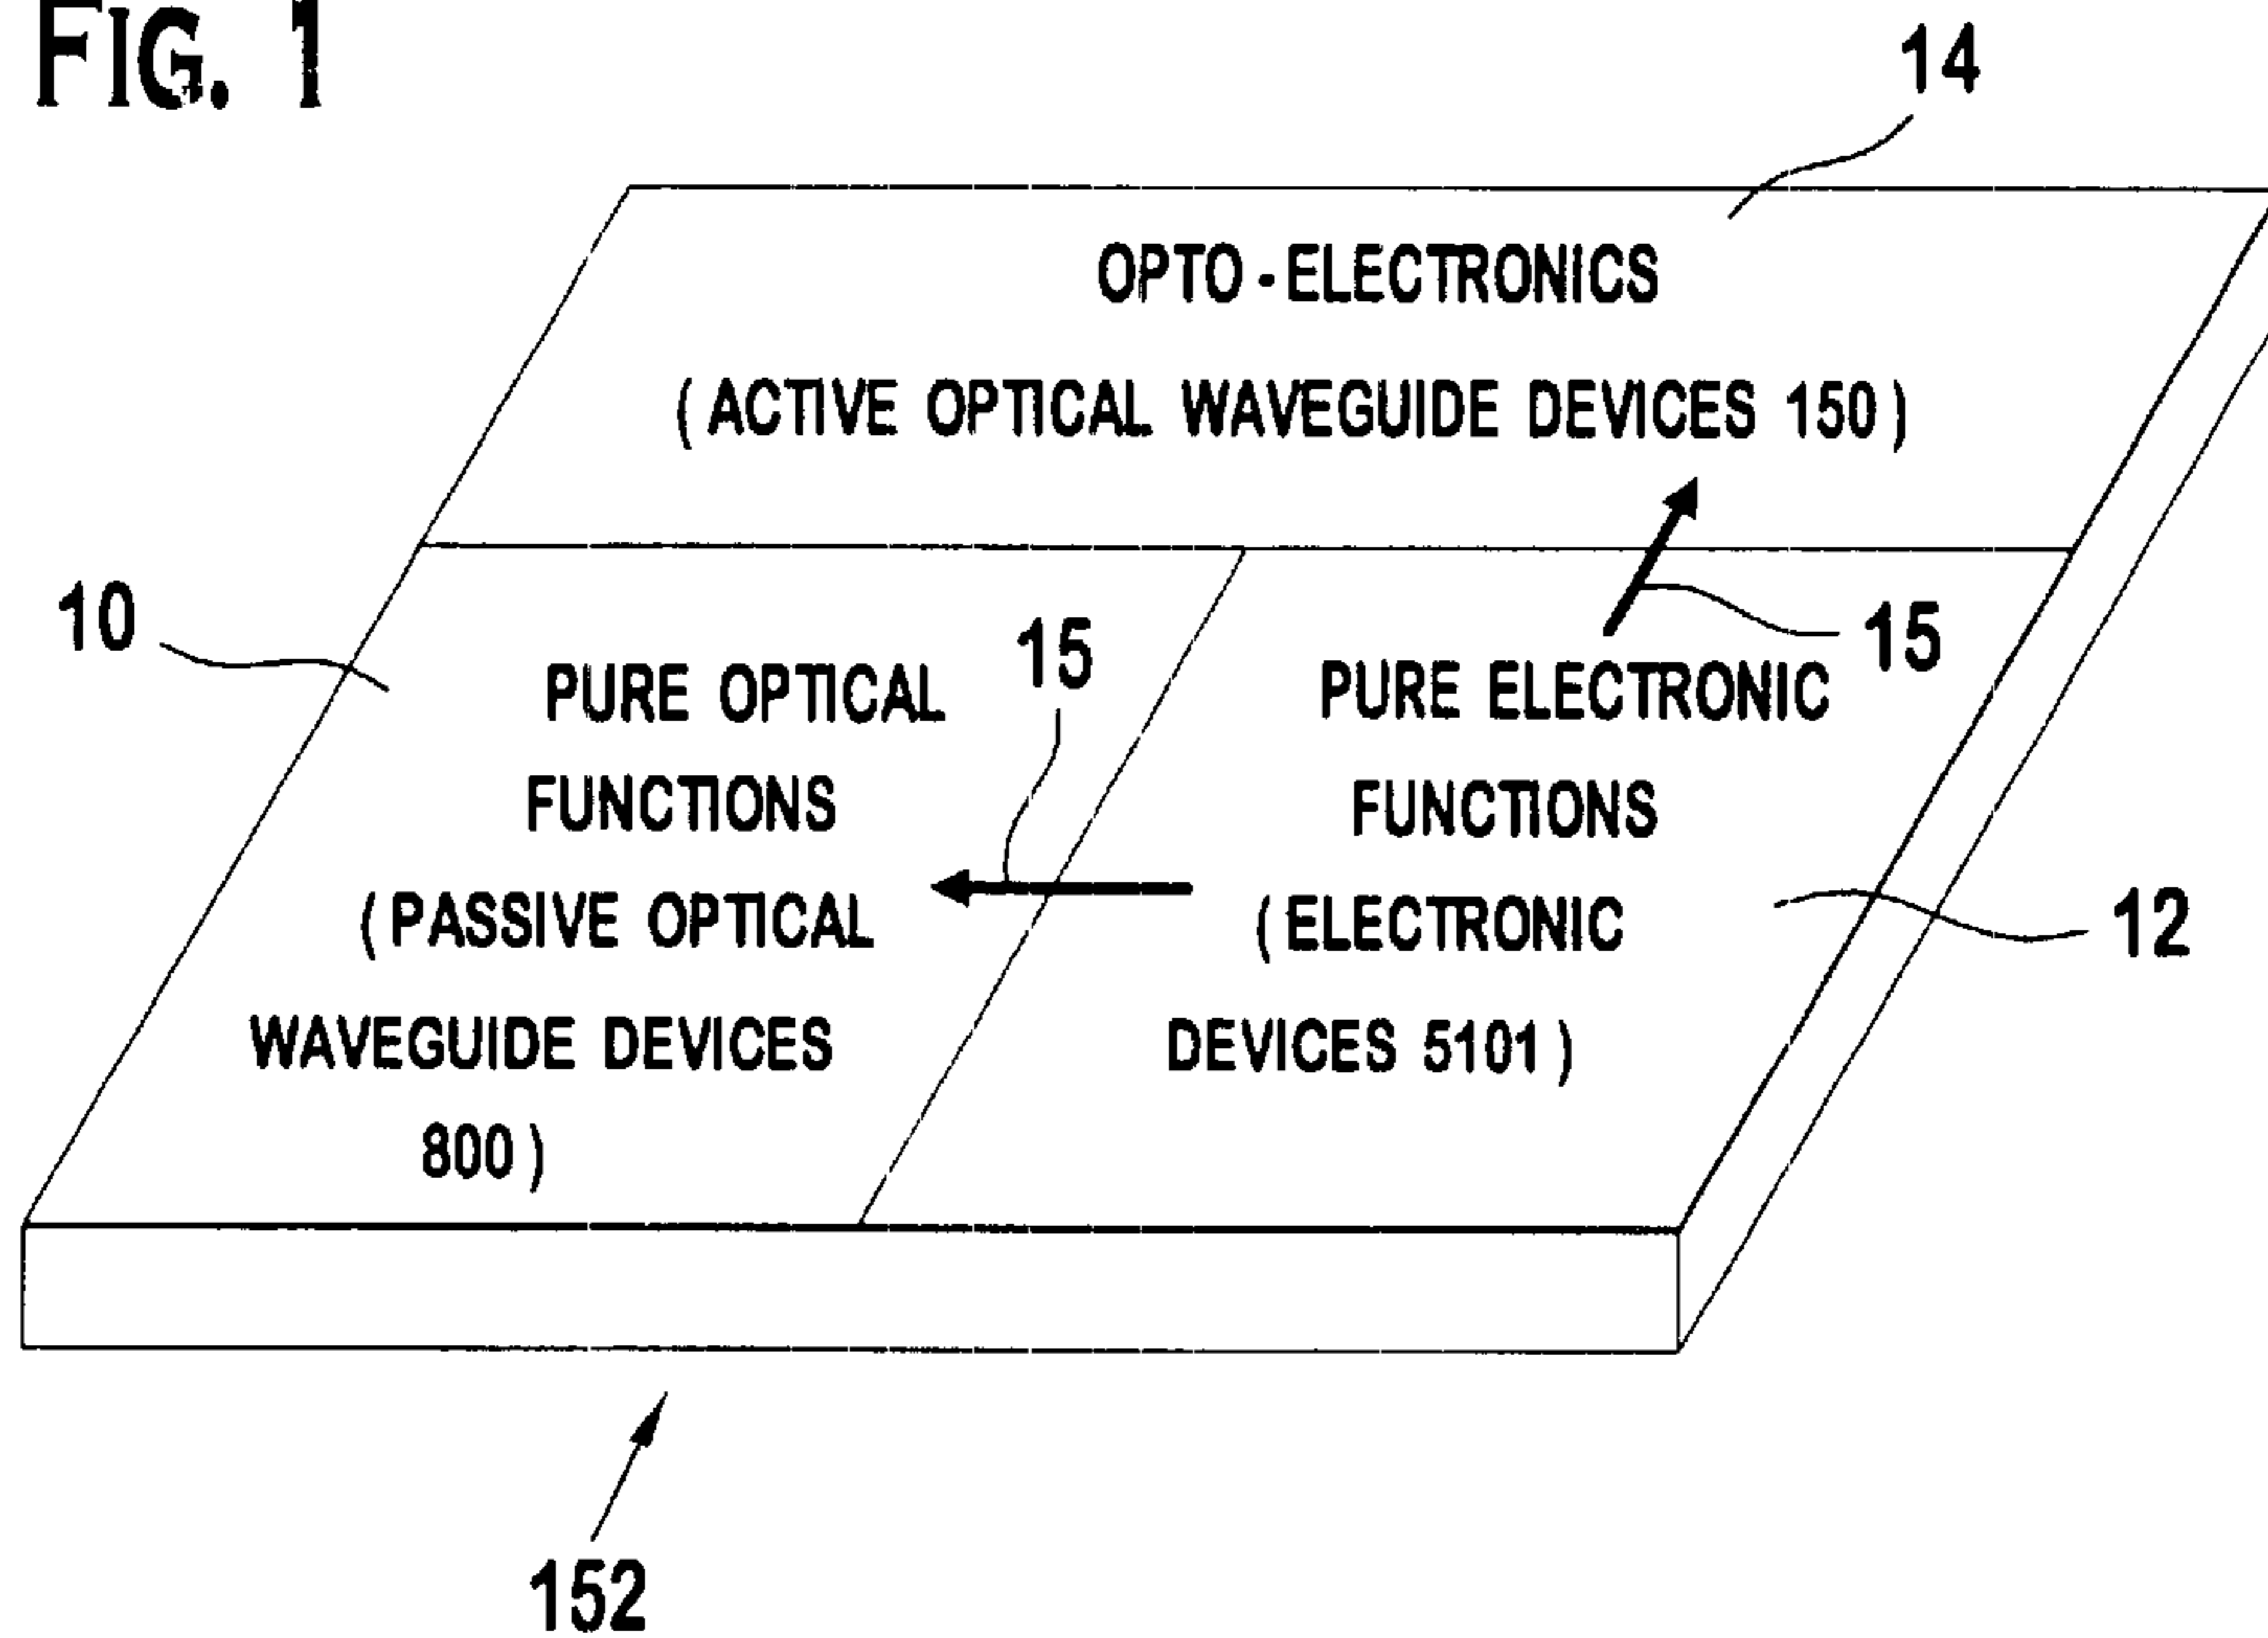 FIG. 1
14
OPTO-ELECTRONICS
(ACTIVE OPTICAL WAVEGUIDE DEVICES 150)
10
15
15
PURE OPTICAL
FUNCTIONS
(PASSIVE OPTICAL
WAVEGUIDE DEVICES
800)
PURE ELECTRONIC
FUNCTIONS
(ELECTRONIC
DEVICES 5101)
12
152